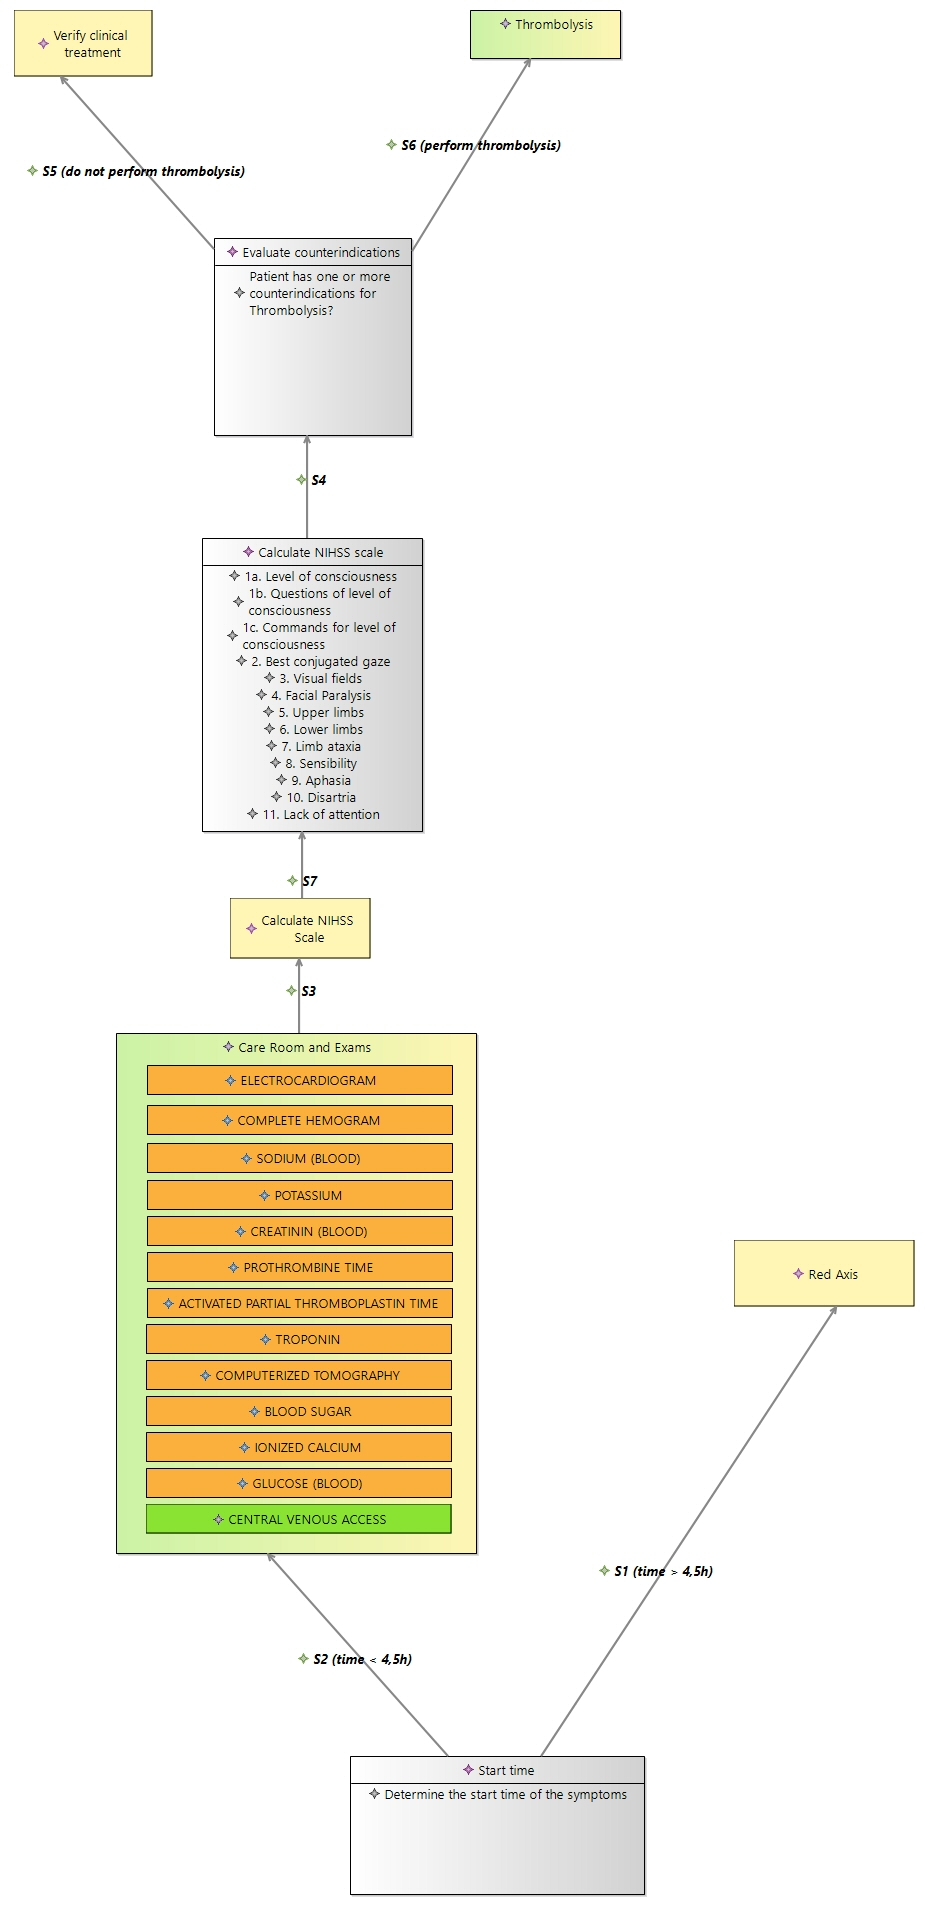 Verify clinical
treatment
Thrombolysis
S6 (perform thrombolysis)
S5 (do not perform thrombolysis)
Evaluate counterindications
Patient has one or more
counterindications for
Thrombolysis?
S4
Calculate NIHSS scale
1a. Level of consciousness
1b. Questions of level of
consciousness
1c. Commands for level of
consciousness
2. Best conjugated gaze
3. Visual fields
4. Facial Paralysis
5. Upper limbs
6. Lower limbs
7. Limb ataxia
8. Sensibility
9. Aphasia
10. Disartria
11. Lack of attention
S7
Calculate NIHSS
Scale
S3
Care Room and Exams
ELECTROCARDIOGRAM
COMPLETE HEMOGRAM
SODIUM (BLOOD)
POTASSIUM
CREATININ (BLOOD)
PROTHROMBINE TIME
ACTIVATED PARTIAL THROMBOPLASTIN TIME
TROPONIN
COMPUTERIZED TOMOGRAPHY
BLOOD SUGAR
IONIZED CALCIUM
GLUCOSE (BLOOD)
CENTRAL VENOUS ACCESS
Red Axis
S1 (time > 4,5h)
S2 (time < 4,5h)
Start time
Determine the start time of the symptoms